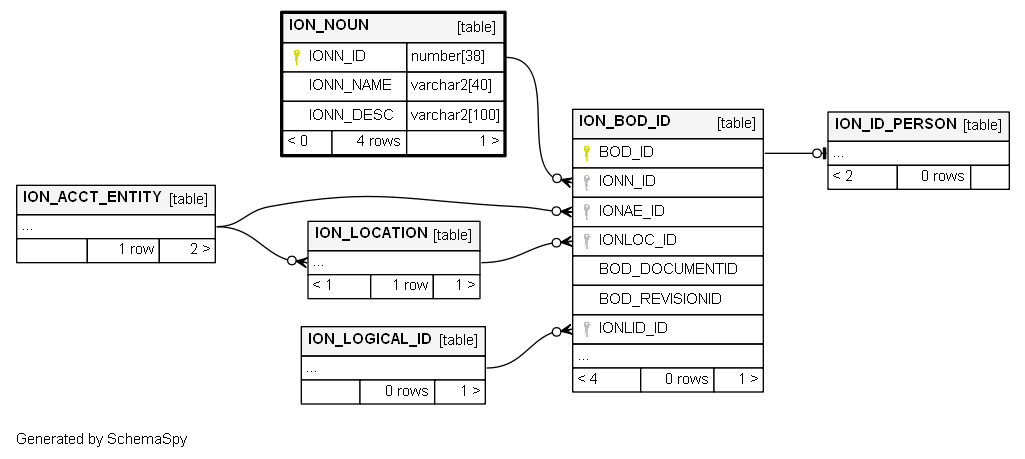 ION_NOUN [table]
IONN_ID number[38]
IONN_NAME varchar2[40]
IONN_DESC varchar2[100]
< 0 4 rows 1 >
ION_BOD_ID [table]
BOD_ID
IONN_ID
IONAE_ID
IONLOC_ID
BOD_DOCUMENTID
BOD_REVISIONID
IONLID_ID
...
< 4 0 rows 1 >
ION_ID_PERSON [table]
...
< 2 0 rows
ION_ACCT_ENTITY [table]
...
1 row 2 >
ION_LOCATION [table]
...
< 1 1 row 1 >
ION_LOGICAL_ID [table]
...
0 rows 1 >
Generated by SchemaSpy